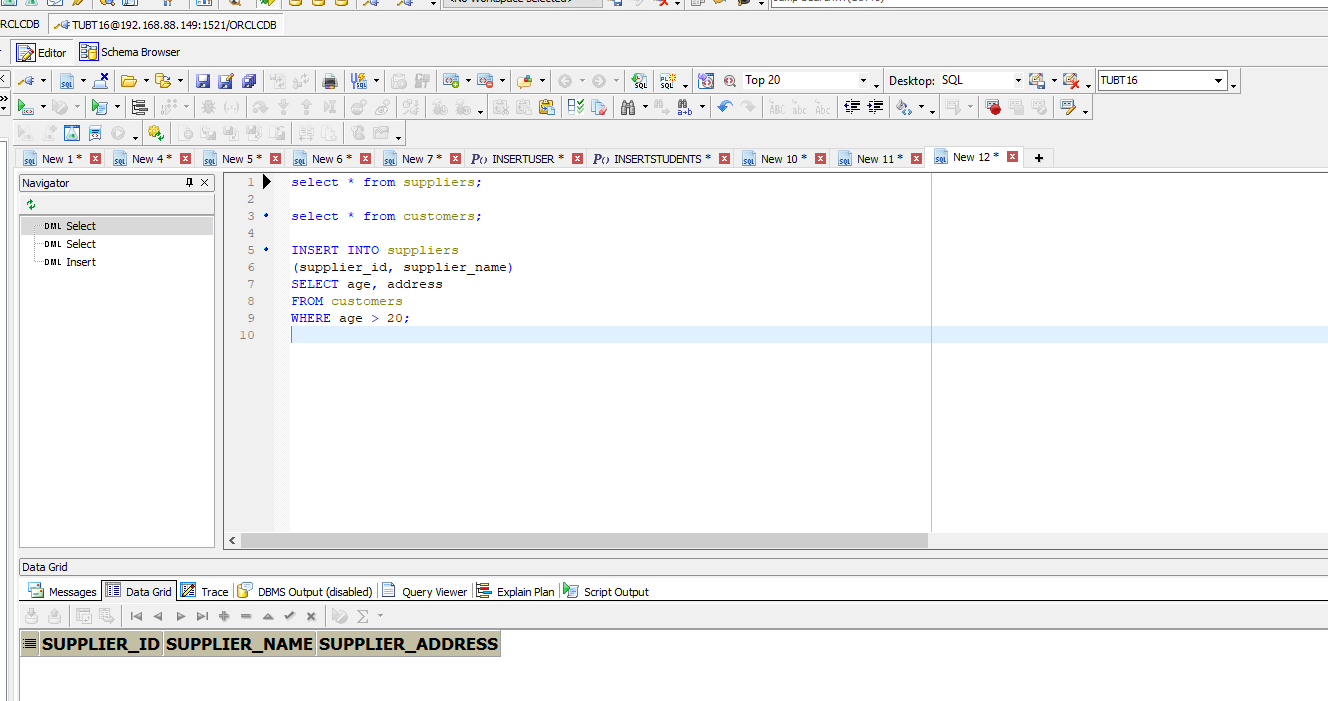 RCLCDB TUBT16@192.168.88.149:1521/ORCLCDB
Editor Schema Browser
Top 20 Desktop: SQL TUBT16
New 1 * New 4 * New 5 * New 6 * New 7 * INSERTUSER * INSERTSTUDENTS * New 10 * New 11 * New 12 * +
Navigator
DML Select
DML Select
DML Insert
1 select * from suppliers;
2
3 select * from customers;
4
5 INSERT INTO suppliers
6 (supplier_id, supplier_name)
7 SELECT age, address
8 FROM customers
9 WHERE age > 20;
10
Data Grid
Messages Data Grid Trace DBMS Output (disabled) Query Viewer Explain Plan Script Output
SUPPLIER_ID SUPPLIER_NAME SUPPLIER_ADDRESS